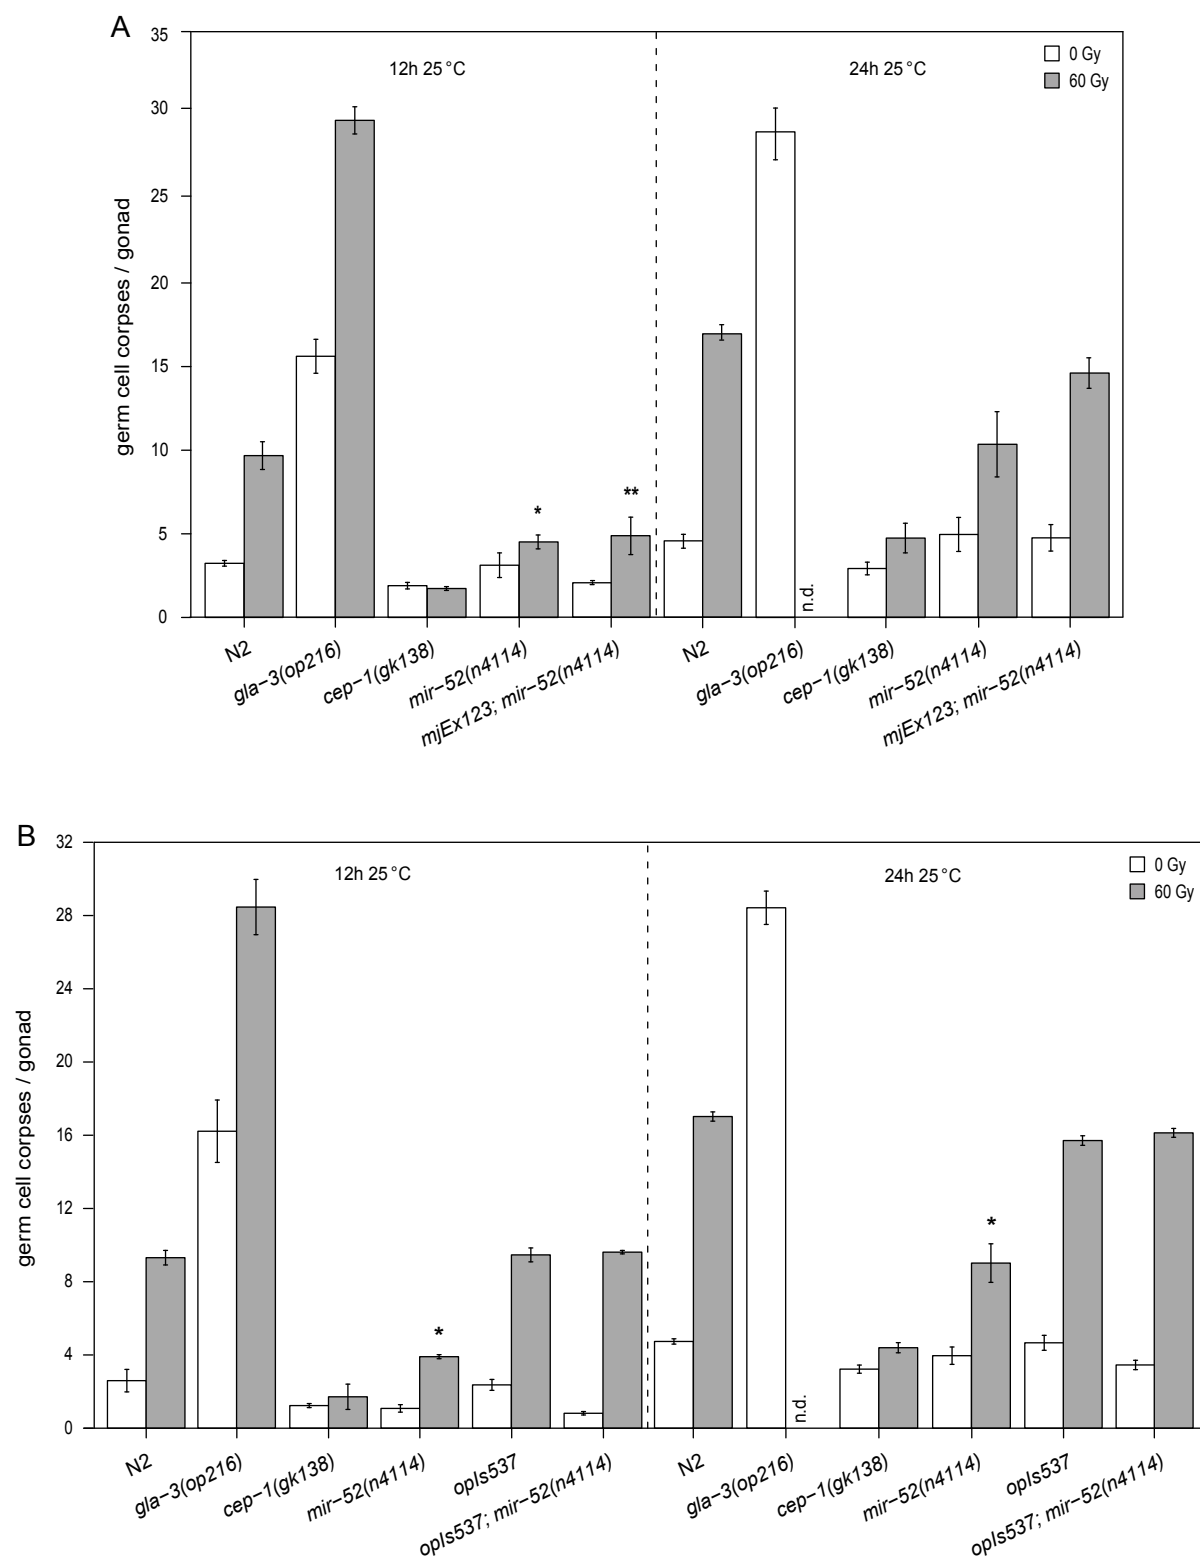 A
35
30
25
20
15
10
5
0
germ cell corpses / gonad
12h 25 °C
24h 25 °C
0 Gy
60 Gy
*
**
n.d.
N2
gla−3(op216)
cep−1(gk138)
mir−52(n4114)
mjEx123; mir−52(n4114)
N2
gla−3(op216)
cep−1(gk138)
mir−52(n4114)
mjEx123; mir−52(n4114)
B
32
28
24
20
16
12
8
4
0
germ cell corpses / gonad
12h 25 °C
24h 25 °C
0 Gy
60 Gy
*
*
n.d.
N2
gla−3(op216)
cep−1(gk138)
mir−52(n4114)
opIs537
opIs537; mir−52(n4114)
N2
gla−3(op216)
cep−1(gk138)
mir−52(n4114)
opIs537
opIs537; mir−52(n4114)